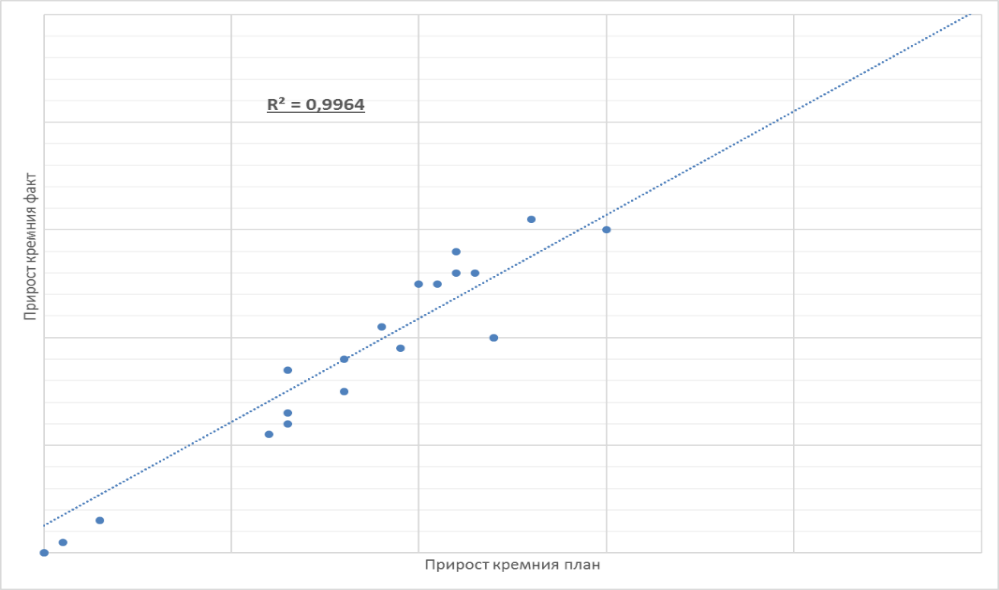 R² = 0,9964
Прирост кремния факт
Прирост кремния план